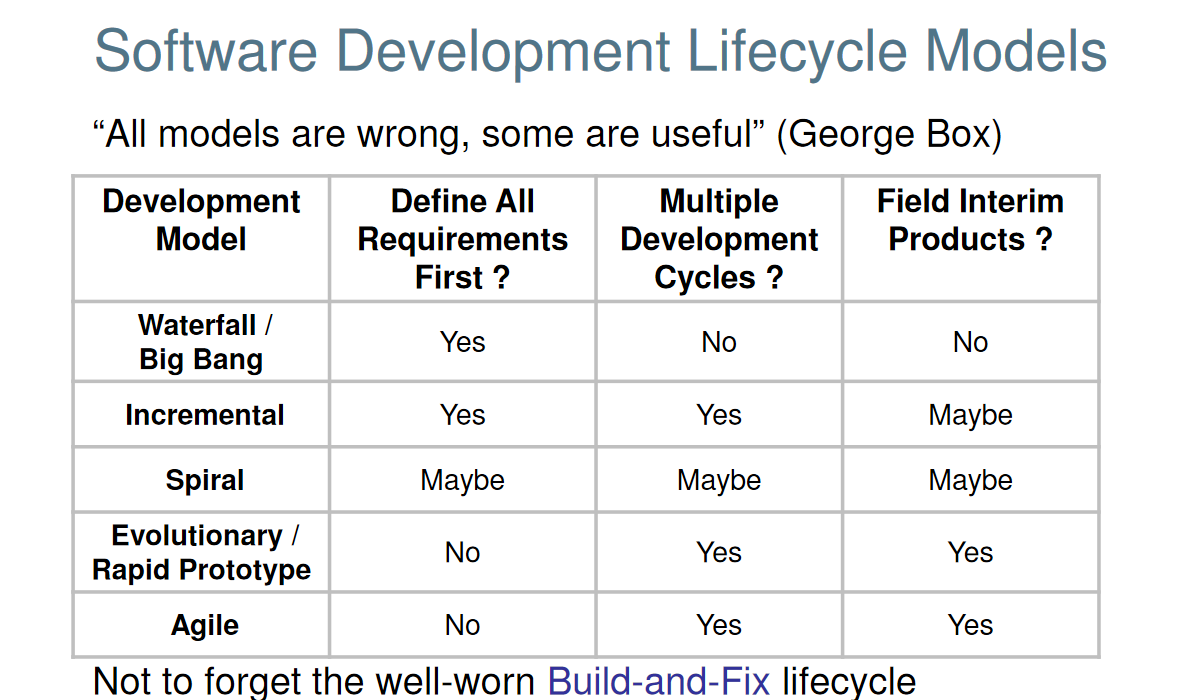 Software Development Lifecycle Models
“All models are wrong, some are useful” (George Box)
Development
Model
Define All
Requirements
First ?
Multiple
Development
Cycles ?
Field Interim
Products ?
Waterfall /
Big Bang
Yes
No
No
Incremental
Yes
Yes
Maybe
Spiral
Maybe
Maybe
Maybe
Evolutionary /
Rapid Prototype
No
Yes
Yes
Agile
No
Yes
Yes
Not to forget the well-worn Build-and-Fix lifecycle